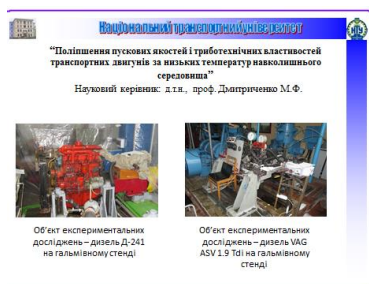 Національний транспортний університет
“Поліпшення пускових якостей і триботехнічних властивостей
транспортних двигунів за низьких температур навколишнього
середовища”
Науковий керівник: д.т.н., проф. Дмитриченко М.Ф.
Об’єкт експериментальних
досліджень – дизель Д-241
на гальмівному стенді
Об’єкт експериментальних
досліджень – дизель VAG
ASV 1.9 Tdi на гальмівному
стенді